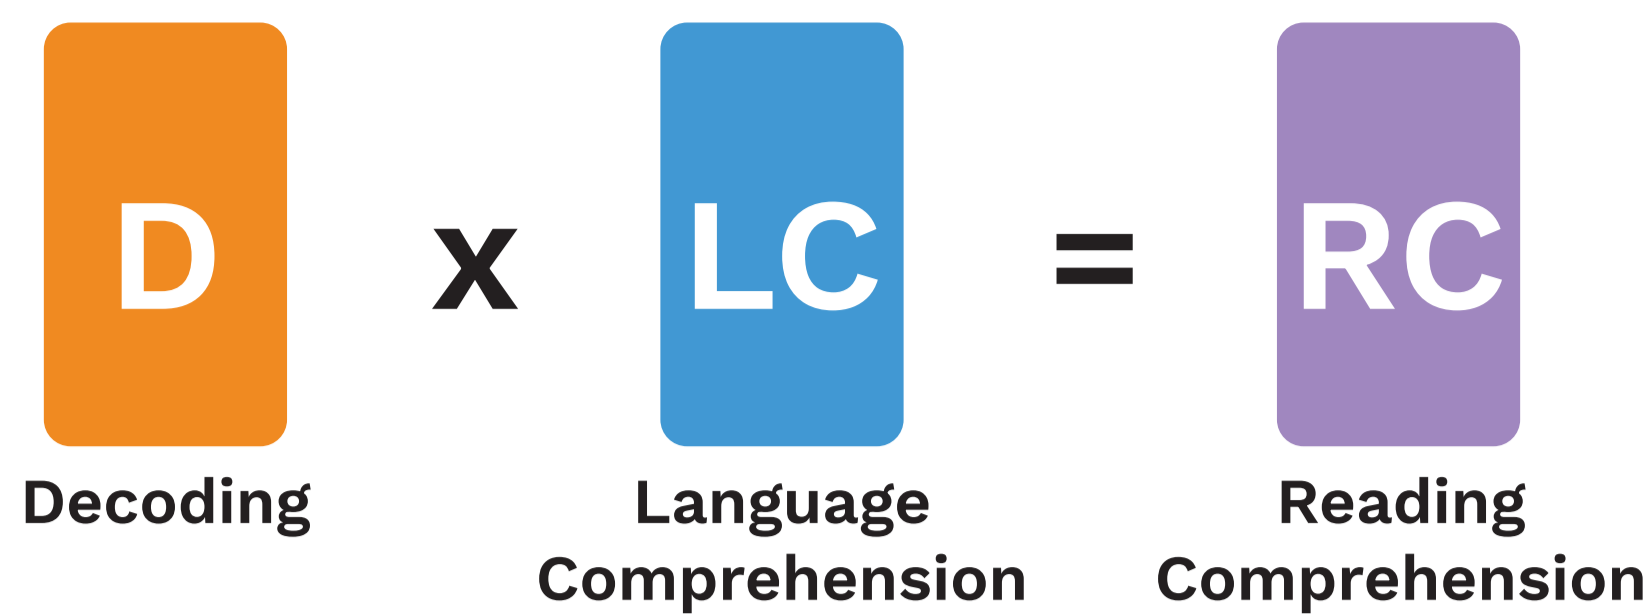 D x LC = RC
Decoding
Language
Comprehension
Reading
Comprehension